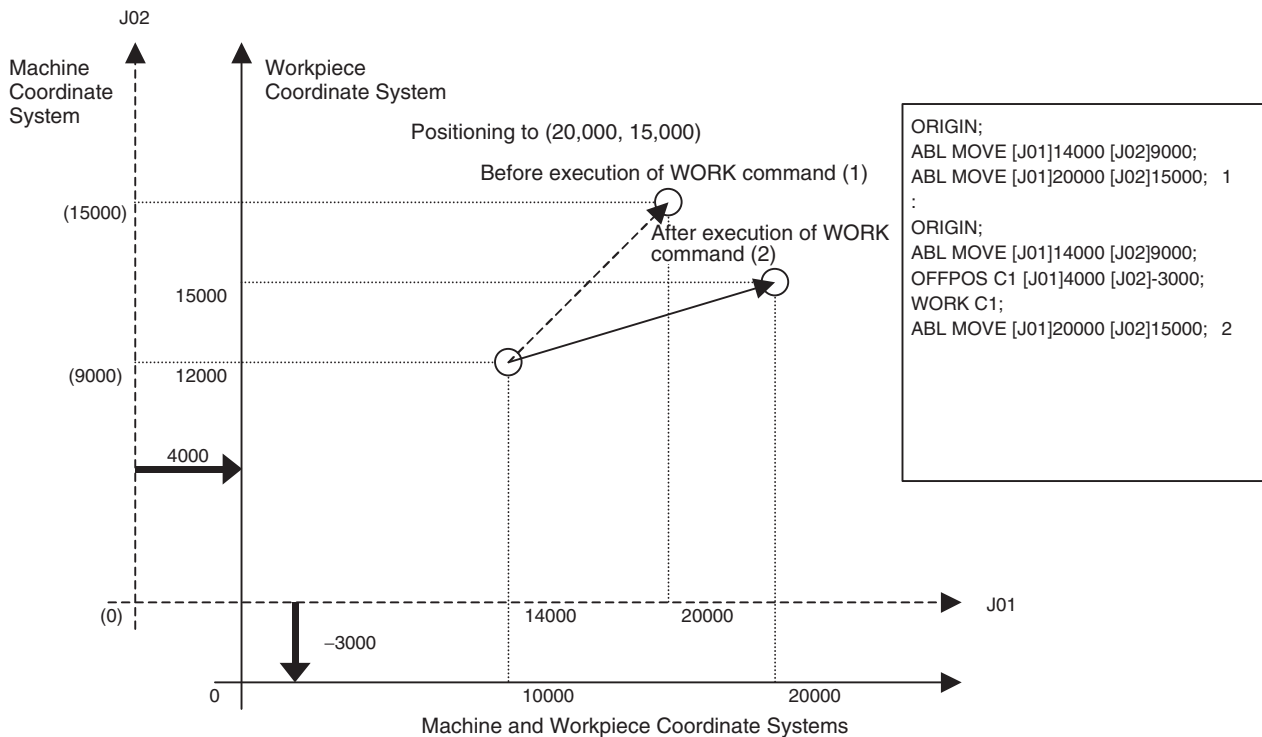 J02
Machine
Coordinate
System
Workpiece
Coordinate System
Positioning to (20,000, 15,000)
Before execution of WORK command (1)
(15000)
After execution of WORK
command (2)
15000
(9000)
12000
4000
(0)
14000
20000
J01
–3000
0
10000
20000
Machine and Workpiece Coordinate Systems
ORIGIN;
ABL MOVE [J01]14000 [J02]9000;
ABL MOVE [J01]20000 [J02]15000; 1
:
ORIGIN;
ABL MOVE [J01]14000 [J02]9000;
OFFPOS C1 [J01]4000 [J02]-3000;
WORK C1;
ABL MOVE [J01]20000 [J02]15000; 2